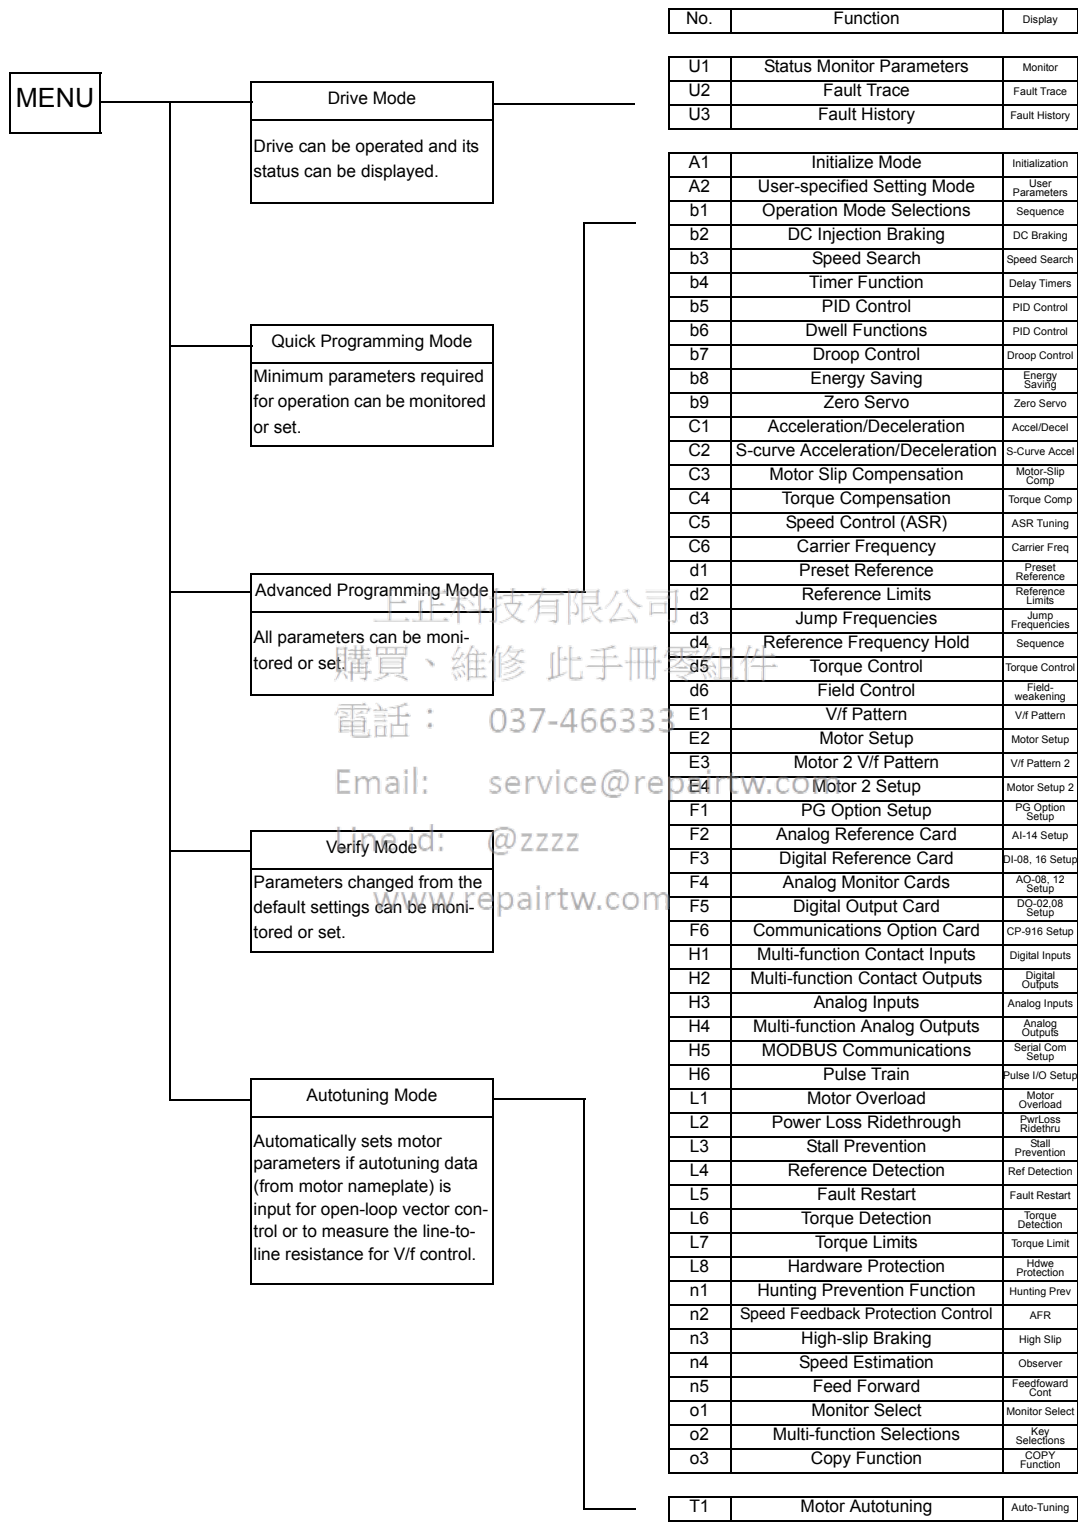 MENU
Drive Mode
Drive can be operated and its
status can be displayed.
Quick Programming Mode
Minimum parameters required
for operation can be monitored
or set.
Advanced Programming Mode
All parameters can be moni-
tored or set.
Verify Mode
Parameters changed from the
default settings can be moni-
tored or set.
Autotuning Mode
Automatically sets motor
parameters if autotuning data
(from motor nameplate) is
input for open-loop vector con-
trol or to measure the line-to-
line resistance for V/f control.
No. Function Display
U1 Status Monitor Parameters Monitor
U2 Fault Trace Fault Trace
U3 Fault History Fault History
A1 Initialize Mode Initialization
A2 User-specified Setting Mode User Parameters
b1 Operation Mode Selections Sequence
b2 DC Injection Braking DC Braking
b3 Speed Search Speed Search
b4 Timer Function Delay Timers
b5 PID Control PID Control
b6 Dwell Functions PID Control
b7 Droop Control Droop Control
b8 Energy Saving Energy Saving
b9 Zero Servo Zero Servo
C1 Acceleration/Deceleration Accel/Decel
C2 S-curve Acceleration/Deceleration S-Curve Accel
C3 Motor Slip Compensation Motor-Slip Comp
C4 Torque Compensation Torque Comp
C5 Speed Control (ASR) ASR Tuning
C6 Carrier Frequency Carrier Freq
d1 Preset Reference Preset Reference
d2 Reference Limits Reference Limits
d3 Jump Frequencies Jump Frequencies
d4 Reference Frequency Hold Sequence
d5 Torque Control Torque Control
d6 Field Control Field-weakening
E1 V/f Pattern V/f Pattern
E2 Motor Setup Motor Setup
E3 Motor 2 V/f Pattern V/f Pattern 2
E4 Motor 2 Setup Motor Setup 2
F1 PG Option Setup PG Option Setup
F2 Analog Reference Card AI-14 Setup
F3 Digital Reference Card DI-08, 16 Setup
F4 Analog Monitor Cards AO-08, 12 Setup
F5 Digital Output Card DO-02,08 Setup
F6 Communications Option Card CP-916 Setup
H1 Multi-function Contact Inputs Digital Inputs
H2 Multi-function Contact Outputs Digital Outputs
H3 Analog Inputs Analog Inputs
H4 Multi-function Analog Outputs Analog Outputs
H5 MODBUS Communications Serial Com Setup
H6 Pulse Train Pulse I/O Setup
L1 Motor Overload Motor Overload
L2 Power Loss Ridethrough PwrLoss Ridethru
L3 Stall Prevention Stall Prevention
L4 Reference Detection Ref Detection
L5 Fault Restart Fault Restart
L6 Torque Detection Torque Detection
L7 Torque Limits Torque Limit
L8 Hardware Protection Hdwe Protection
n1 Hunting Prevention Function Hunting Prev
n2 Speed Feedback Protection Control AFR
n3 High-slip Braking High Slip
n4 Speed Estimation Observer
n5 Feed Forward Feedfoward Cont
o1 Monitor Select Monitor Select
o2 Multi-function Selections Key Selections
o3 Copy Function COPY Function
T1 Motor Autotuning Auto-Tuning
上正科技有限公司
購買、維修 此手冊零組件
電話： 037-466333
Email: service@repairtw.com
Line id: @zzzz
www.repairtw.com